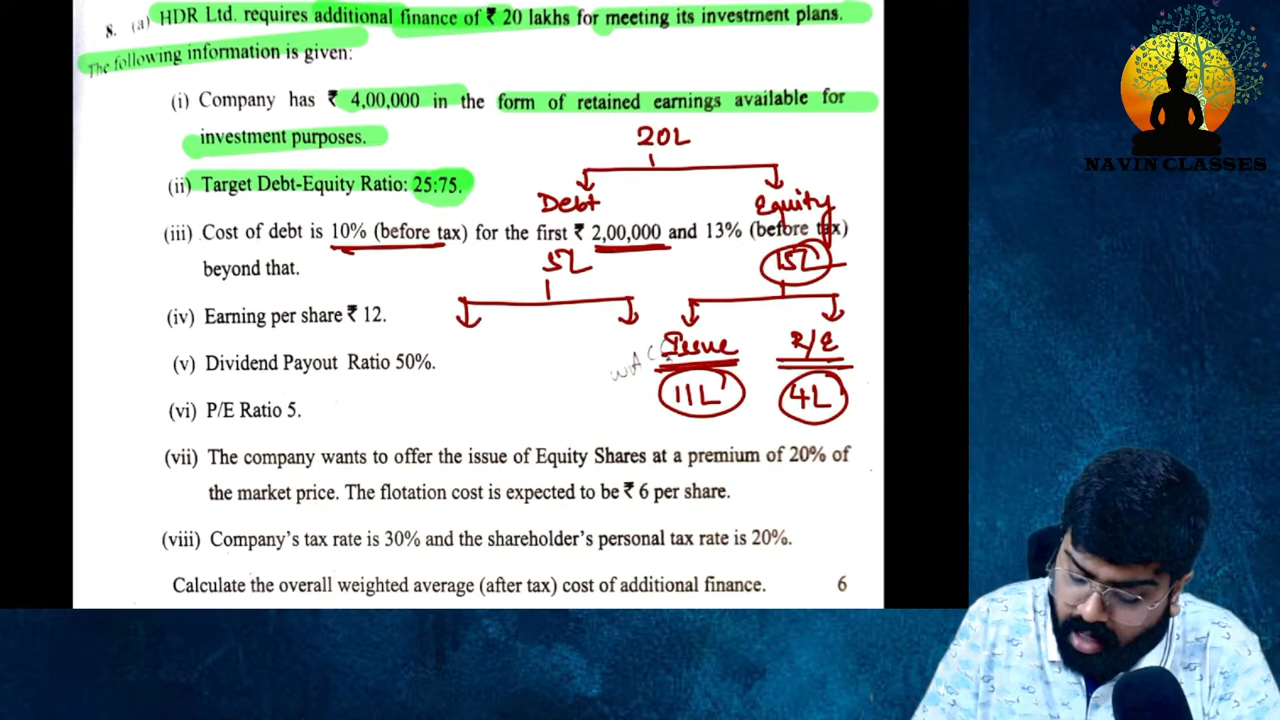 8. (a) HDR Ltd. requires additional finance of ₹ 20 lakhs for meeting its investment plans.
The following information is given:
(i) Company has ₹ 4,00,000 in the form of retained earnings available for
investment purposes.
20L
(ii) Target Debt-Equity Ratio: 25:75.
Debt Equity
(iii) Cost of debt is 10% (before tax) for the first ₹ 2,00,000 and 13% (before tax)
beyond that.
5L 15L
(iv) Earning per share ₹ 12.
Issue R/E
(v) Dividend Payout Ratio 50%.
11L 4L
(vi) P/E Ratio 5.
(vii) The company wants to offer the issue of Equity Shares at a premium of 20% of
the market price. The flotation cost is expected to be ₹ 6 per share.
(viii) Company's tax rate is 30% and the shareholder's personal tax rate is 20%.
Calculate the overall weighted average (after tax) cost of additional finance. 6
NAVIN CLASSES